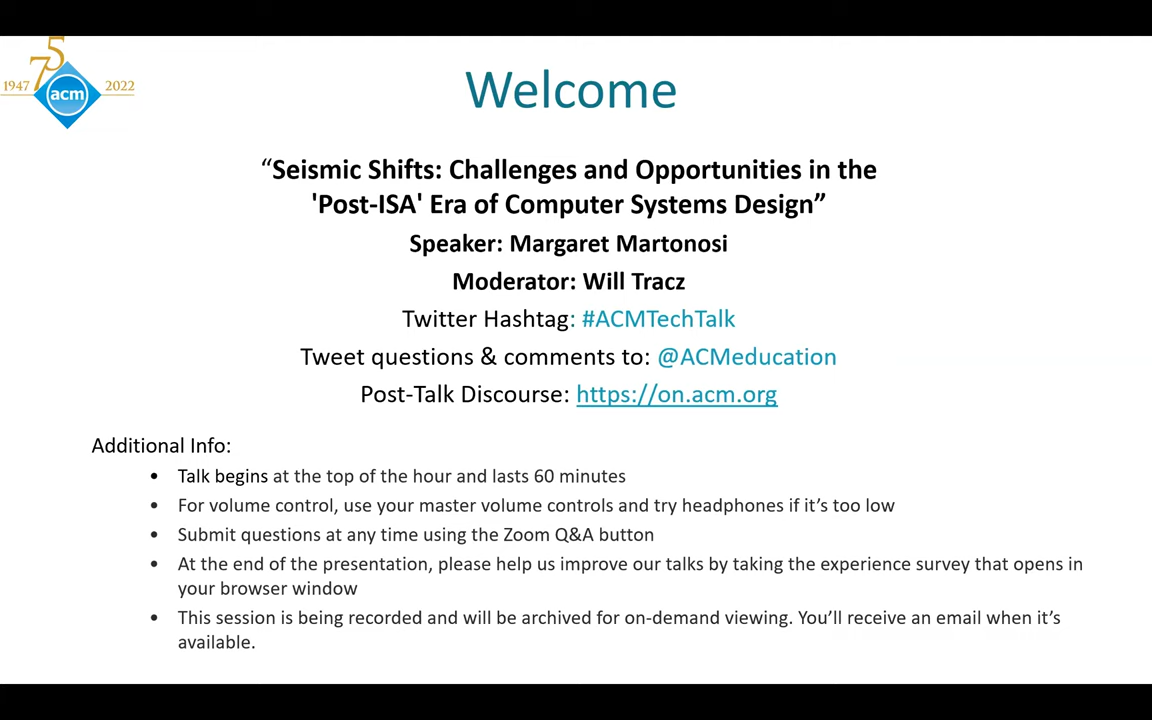 75
1947
2022
acm
Welcome
“Seismic Shifts: Challenges and Opportunities in the
'Post-ISA' Era of Computer Systems Design”
Speaker: Margaret Martonosi
Moderator: Will Tracz
Twitter Hashtag: #ACMTechTalk
Tweet questions & comments to: @ACMeducation
Post-Talk Discourse: https://on.acm.org
Additional Info:
• Talk begins at the top of the hour and lasts 60 minutes
• For volume control, use your master volume controls and try headphones if it’s too low
• Submit questions at any time using the Zoom Q&A button
• At the end of the presentation, please help us improve our talks by taking the experience survey that opens in
your browser window
• This session is being recorded and will be archived for on-demand viewing. You’ll receive an email when it’s
available.